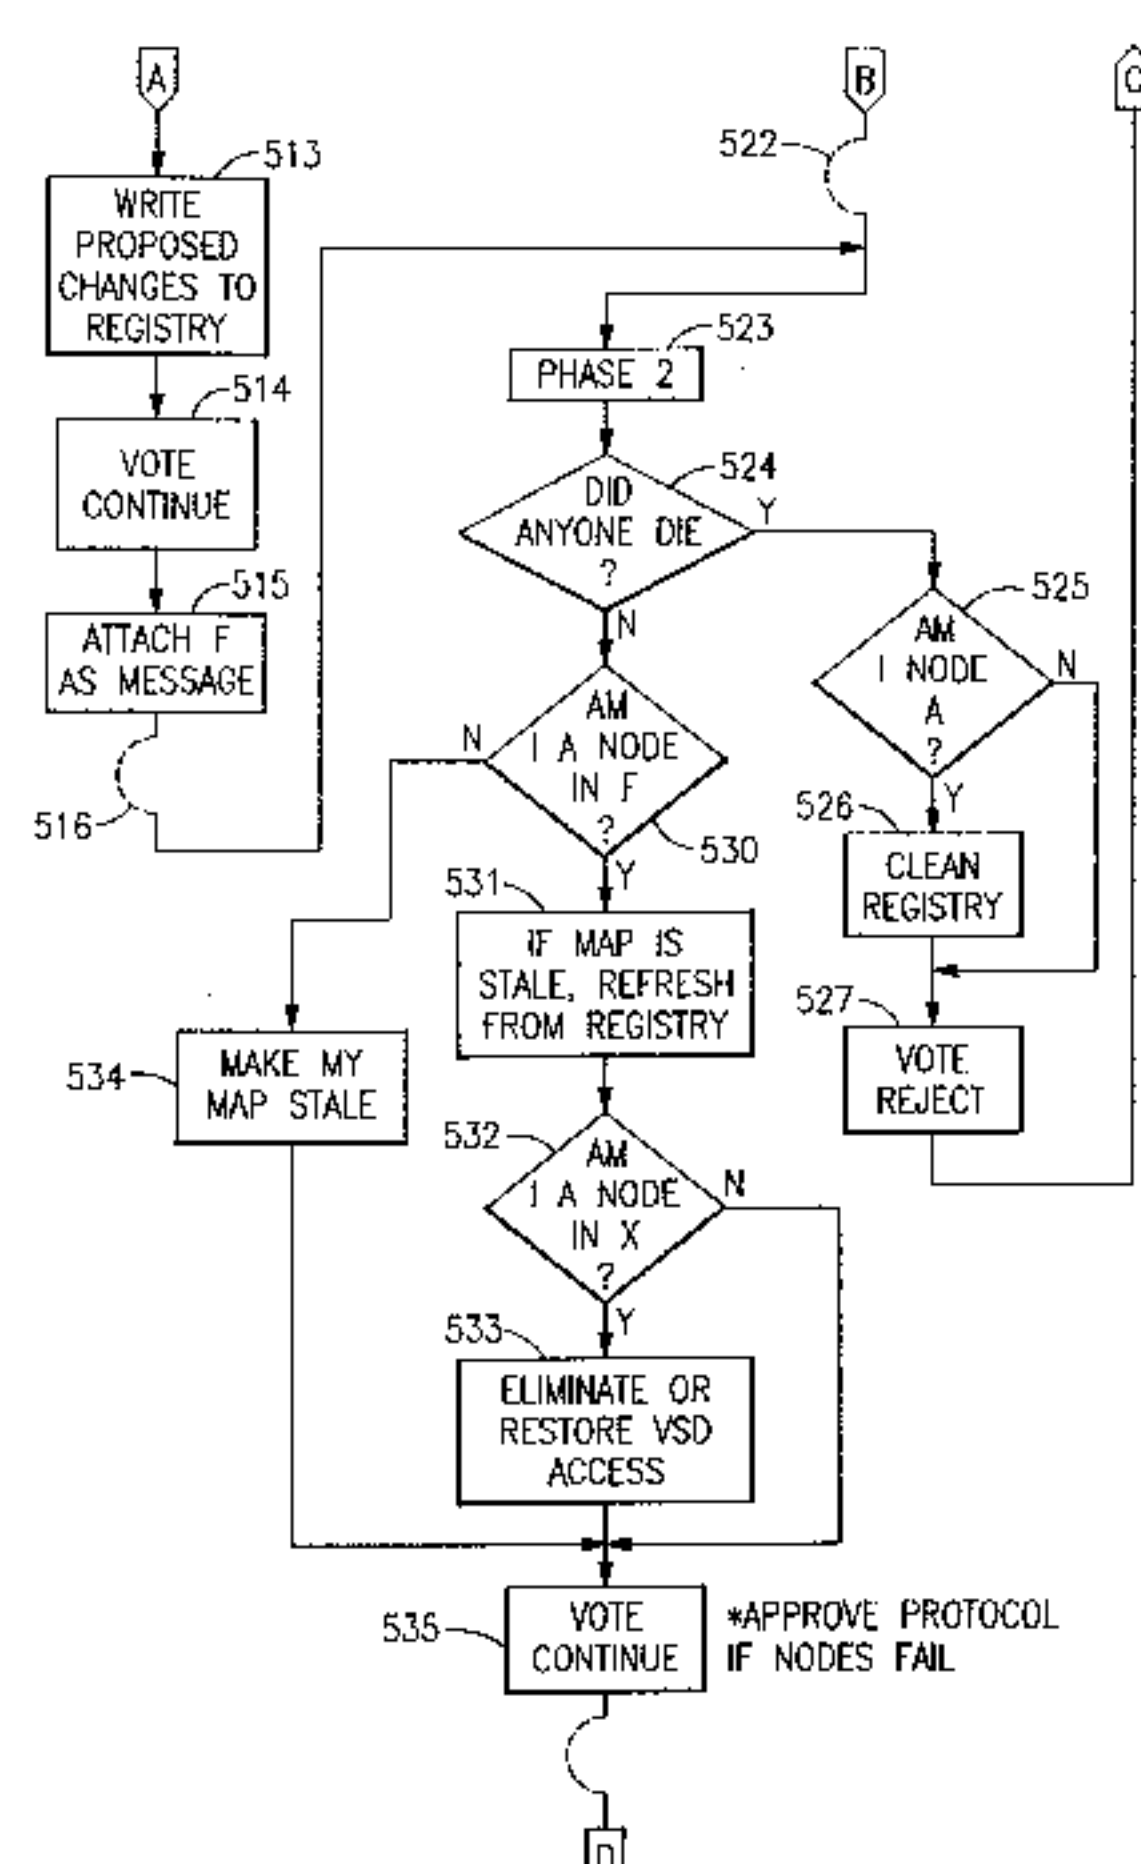 A
B
C
513
WRITE
PROPOSED
CHANGES TO
REGISTRY
514
VOTE
CONTINUE
515
ATTACH F
AS MESSAGE
516
522
523
PHASE 2
524
DID
ANYONE DIE
?
Y
N
525
AM
I NODE
A
?
N
Y
526
CLEAN
REGISTRY
527
VOTE
REJECT
AM
I A NODE
IN F
?
N
530
Y
531
IF MAP IS
STALE, REFRESH
FROM REGISTRY
534
MAKE MY
MAP STALE
532
AM
I A NODE
IN X
?
N
Y
533
ELIMINATE OR
RESTORE VSD
ACCESS
535
VOTE
CONTINUE
*APPROVE PROTOCOL
IF NODES FAIL
D